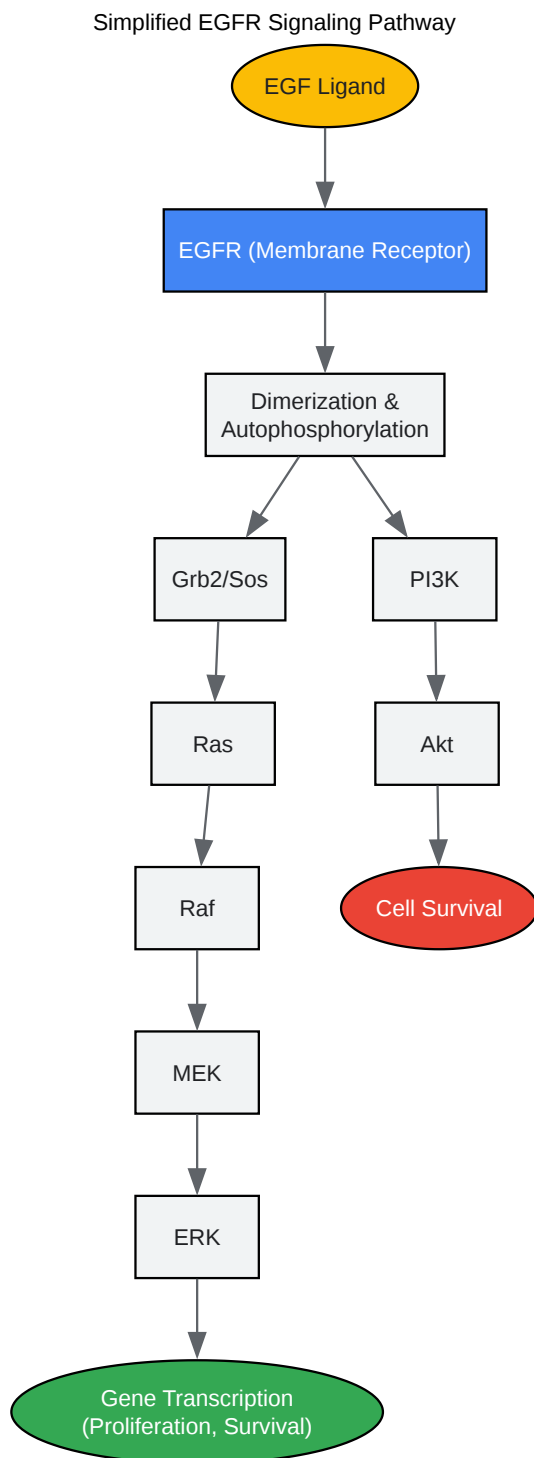 Simplified EGFR Signaling Pathway
EGF Ligand
EGFR (Membrane Receptor)
Dimerization &
Autophosphorylation
Grb2/Sos
PI3K
Ras
Akt
Raf
Cell Survival
MEK
ERK
Gene Transcription
(Proliferation, Survival)